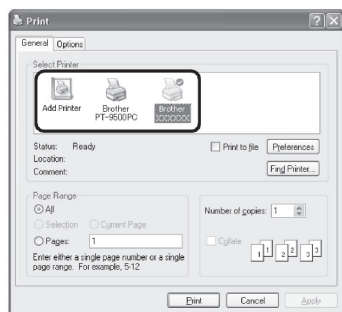 Print
General Options
Select Printer
Add Printer
Brother PT-9500PC
Brother XXXXXX
Status: Ready
Location:
Comment:
Print to file
Preferences
Find Printer...
Page Range
All
Selection Current Page
Pages: 1
Enter either a single page number or a single
page range. For example, 5-12
Number of copies: 1
Collate
1 1 2 2 3 3
Print Cancel Apply